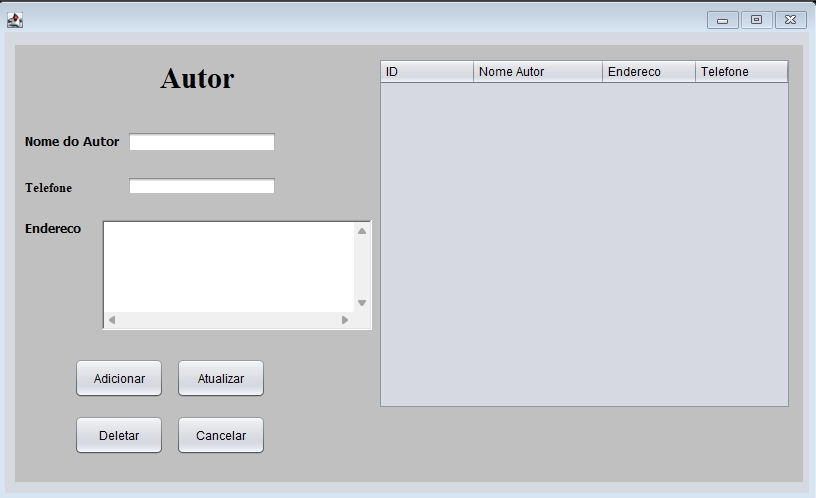 Autor
Nome do Autor
Telefone
Endereco
Adicionar Atualizar
Deletar Cancelar
ID Nome Autor Endereco Telefone